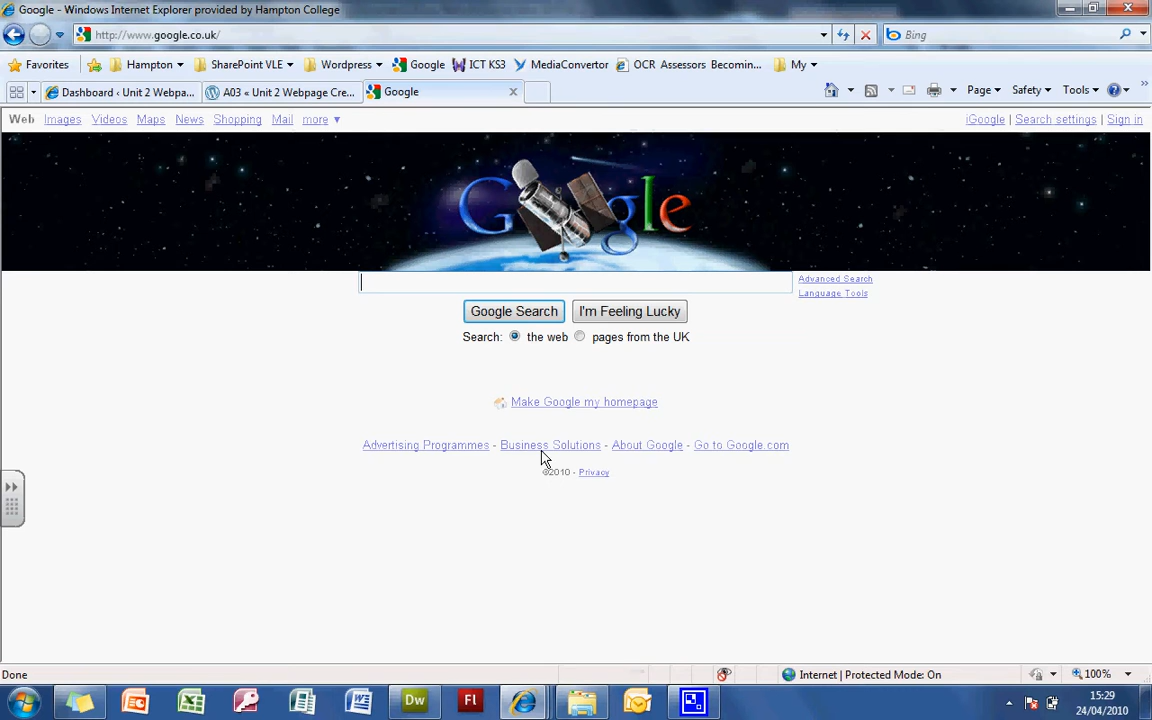 Google - Windows Internet Explorer provided by Hampton College
http://www.google.co.uk/
Bing
Favorites Hampton SharePoint VLE Wordpress Google ICT KS3 MediaConvertor OCR Assessors Becomin... My
Dashboard ‹ Unit 2 Webpa... A03 « Unit 2 Webpage Cre... Google Page Safety Tools
Web Images Videos Maps News Shopping Mail more ▼ iGoogle | Search settings | Sign in
Google
Advanced Search
Language Tools
Google Search I'm Feeling Lucky
Search: the web pages from the UK
Make Google my homepage
Advertising Programmes - Business Solutions - About Google - Go to Google.com
©2010 - Privacy
Done Internet | Protected Mode: On 100%
Dw Fl
15:29
24/04/2010